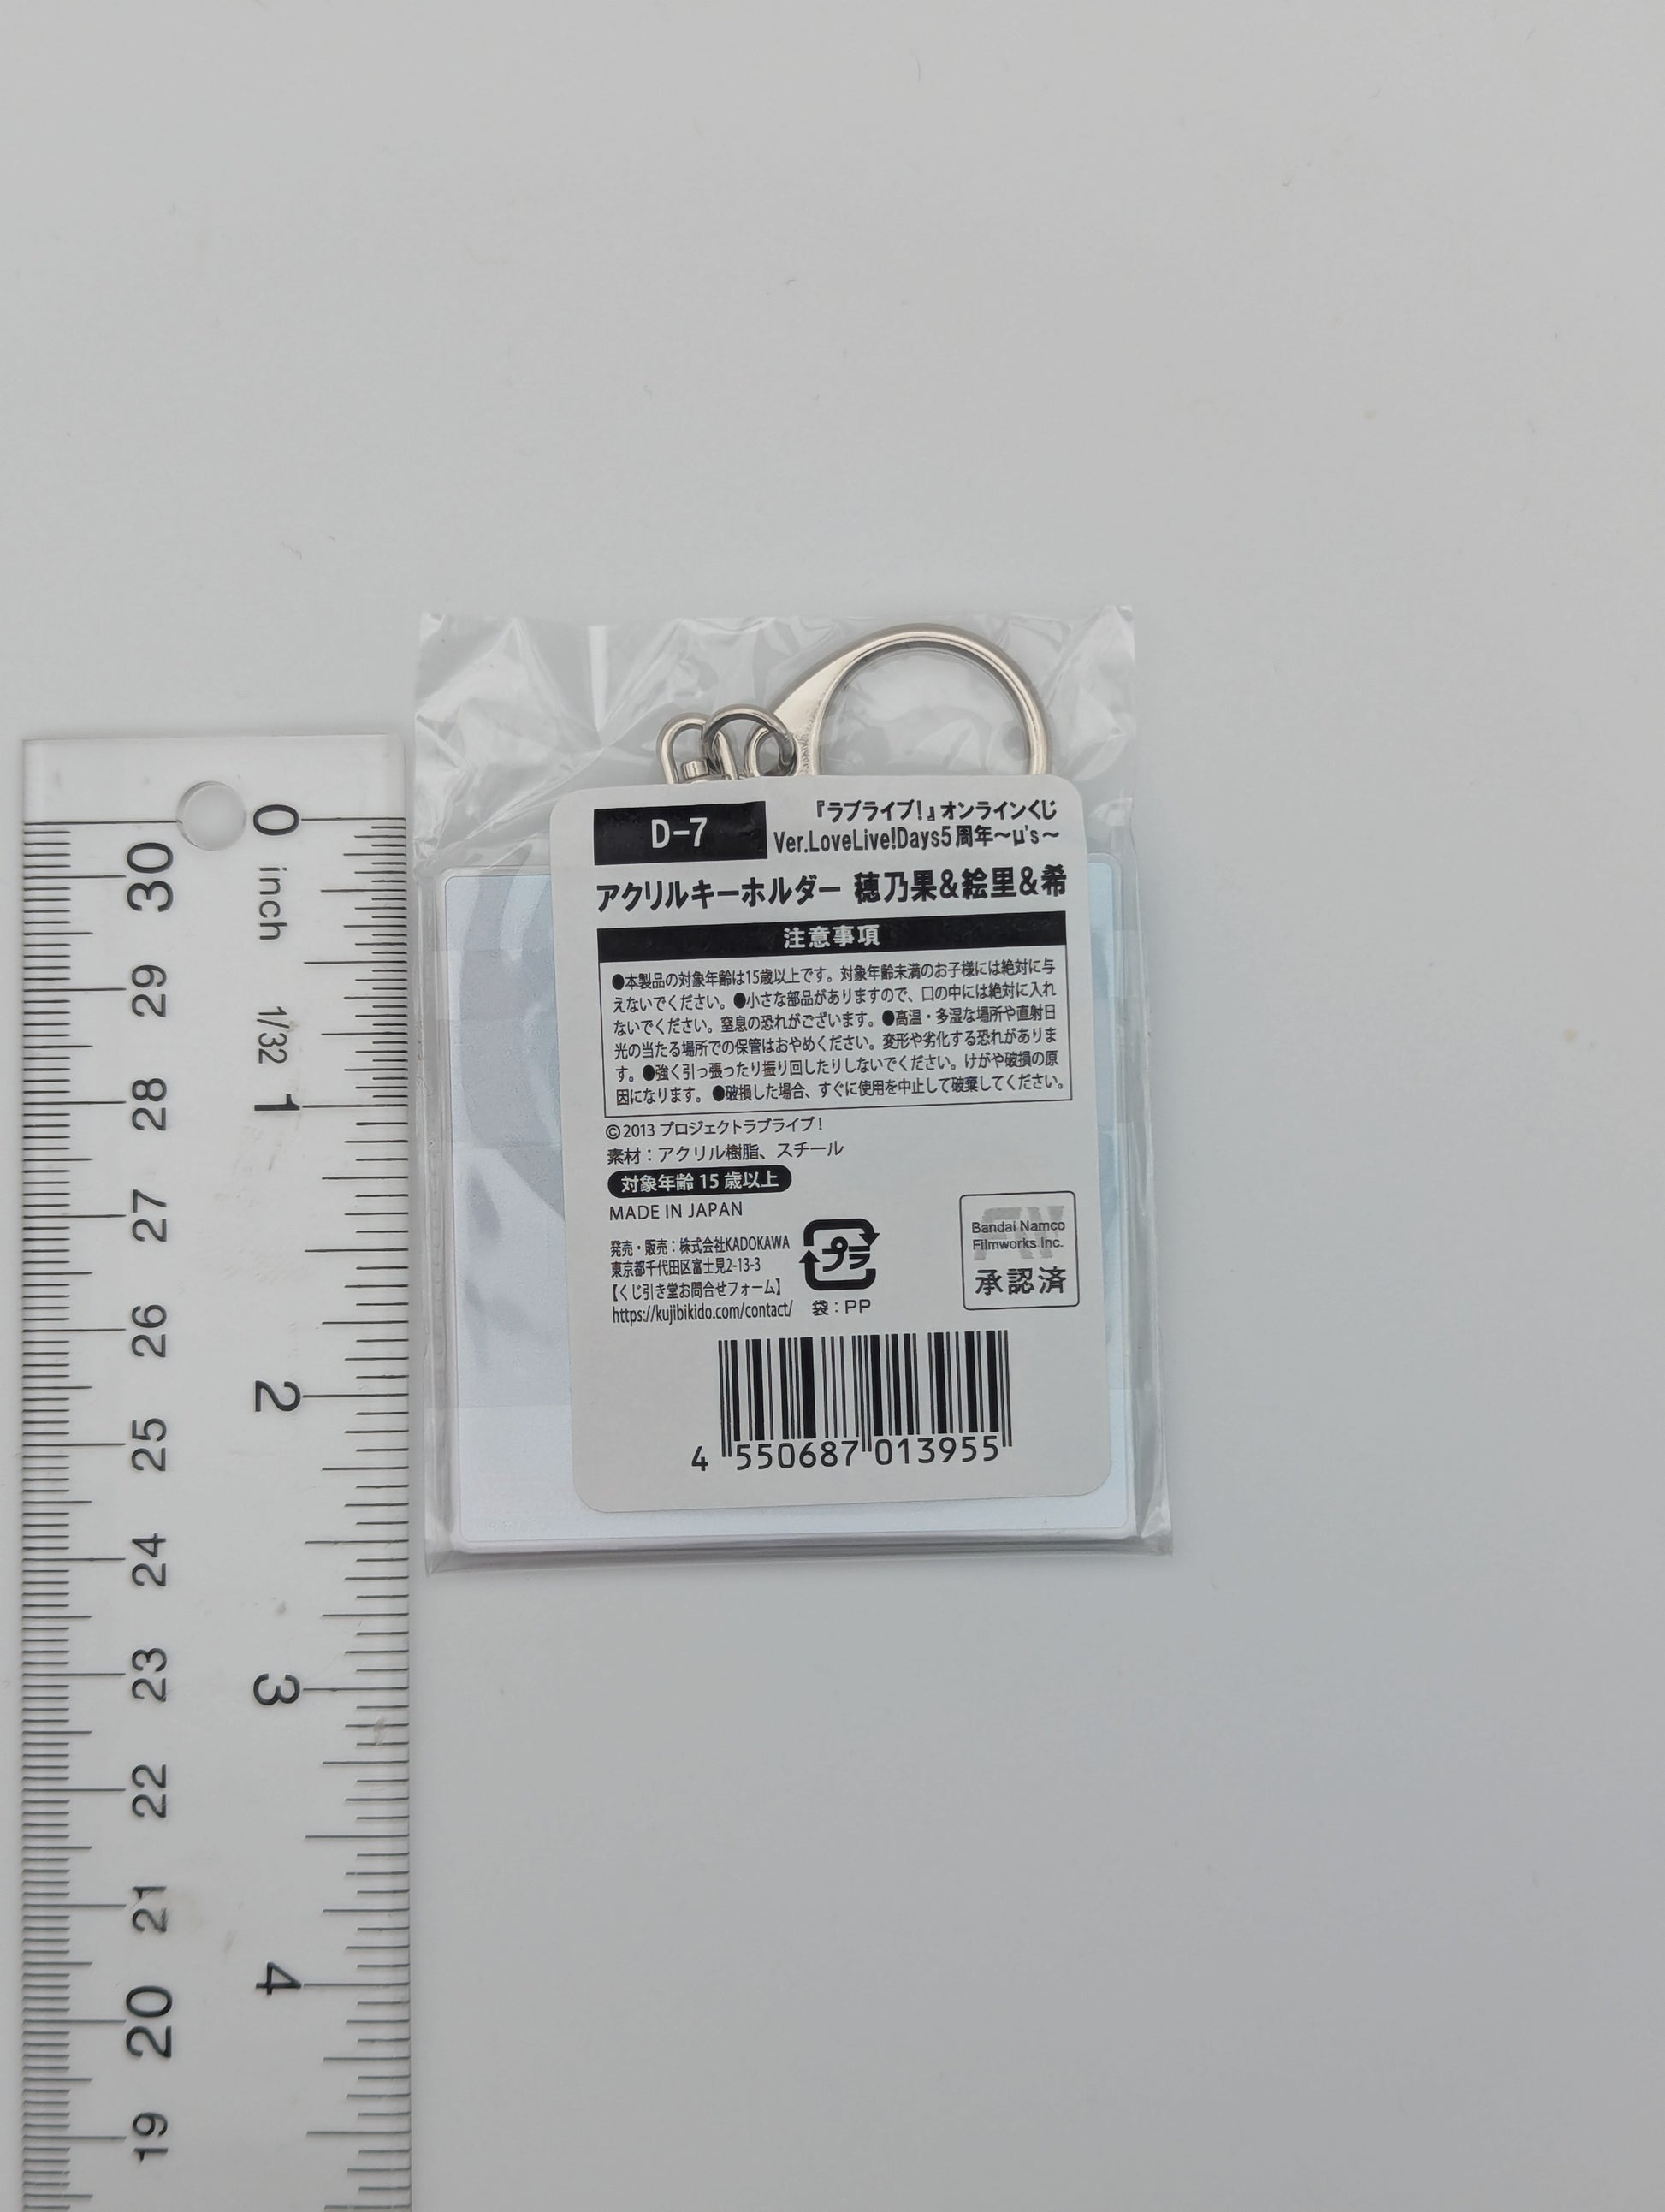 D-7
『ラブライブ!』オンラインくじ
Ver.LoveLive!Days5周年～μ's～
アクリルキーホルダー 穂乃果&絵里&希
注意事項
●本製品の対象年齢は15歳以上です。対象年齢未満のお子様には絶対に与
えないでください。●小さな部品がありますので、口の中には絶対に入れ
ないでください。窒息の恐れがございます。●高温・多湿な場所や直射日
光の当たる場所での保管はおやめください。変形や劣化する恐れがありま
す。●強く引っ張ったり振り回したりしないでください。けがや破損の原
因になります。●破損した場合、すぐに使用を中止して破棄してください。
©2013 プロジェクトラブライブ!
素材：アクリル樹脂、スチール
対象年齢 15 歳以上
MADE IN JAPAN
発売・販売：株式会社KADOKAWA
東京都千代田区富士見2-13-3
【くじ引き堂お問合せフォーム】
https://kujibikido.com/contact/
プラ
袋：PP
Bandai Namco
Filmworks Inc.
承認済
4 550687 013955
0 inch 1/32 1 2 3 4
30 29 28 27 26 25 24 23 22 21 20 19